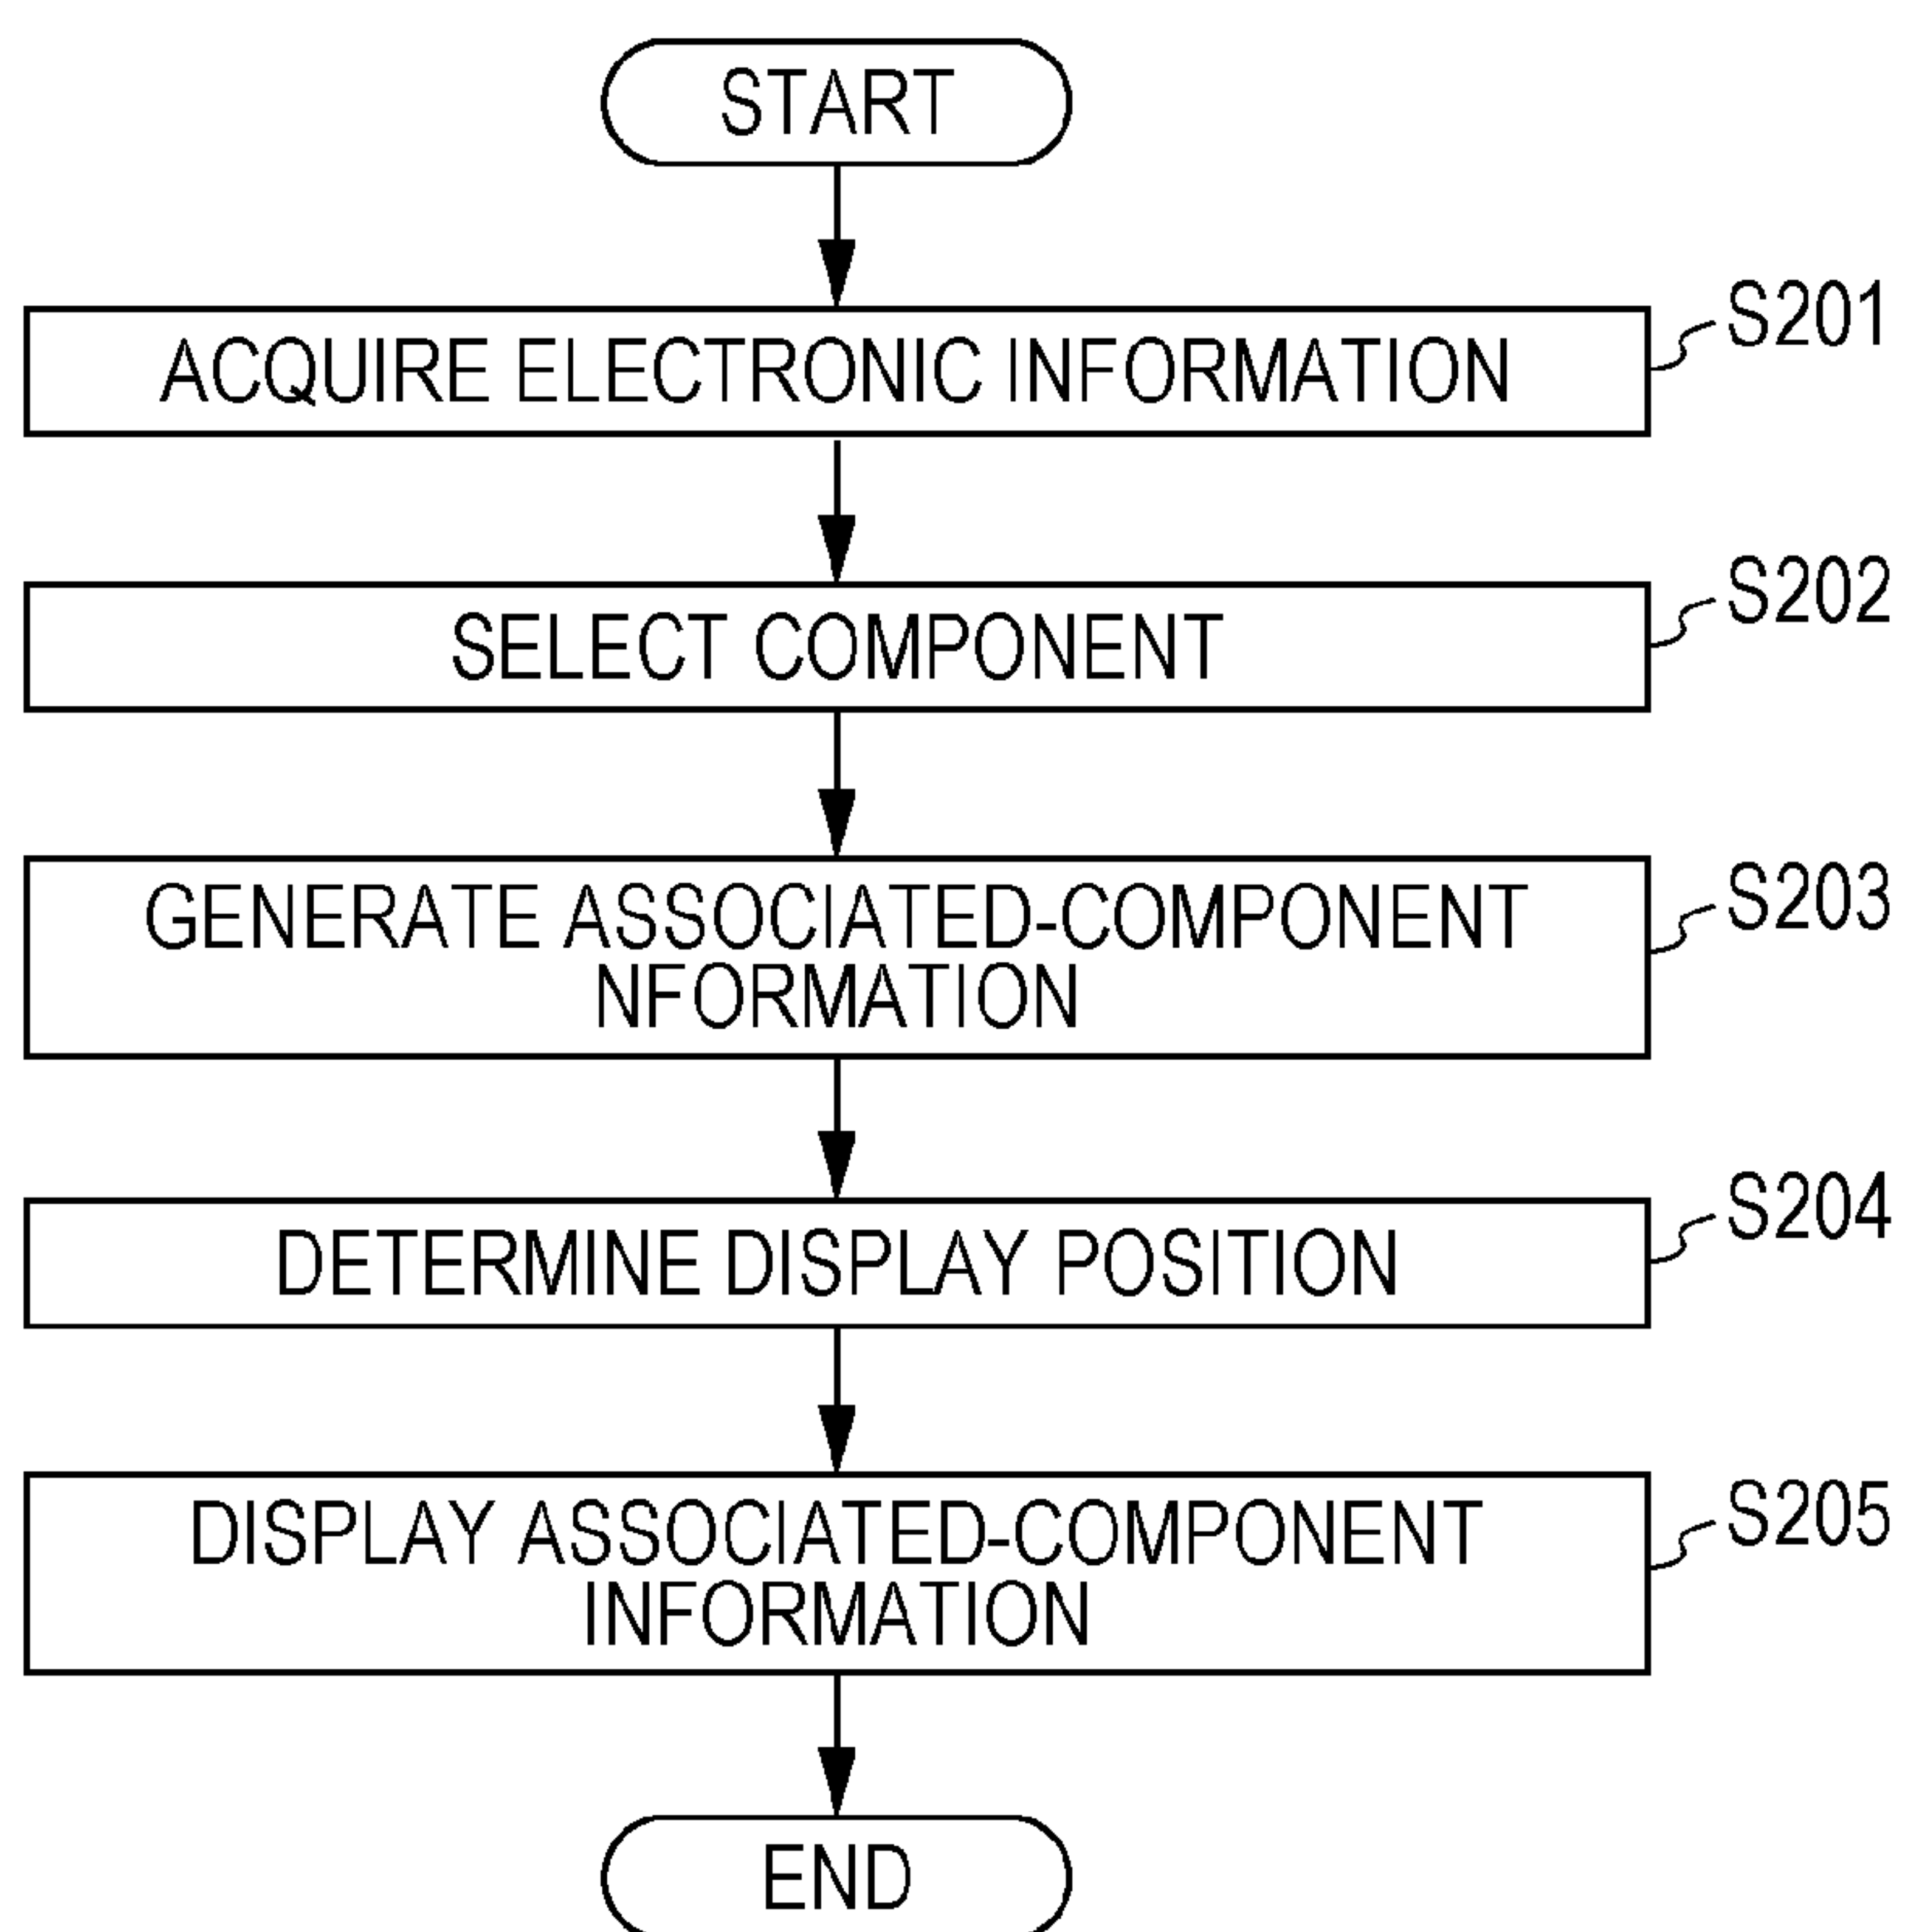 START
ACQUIRE ELECTRONIC INFORMATION
S201
SELECT COMPONENT
S202
GENERATE ASSOCIATED-COMPONENT
NFORMATION
S203
DETERMINE DISPLAY POSITION
S204
DISPLAY ASSOCIATED-COMPONENT
INFORMATION
S205
END